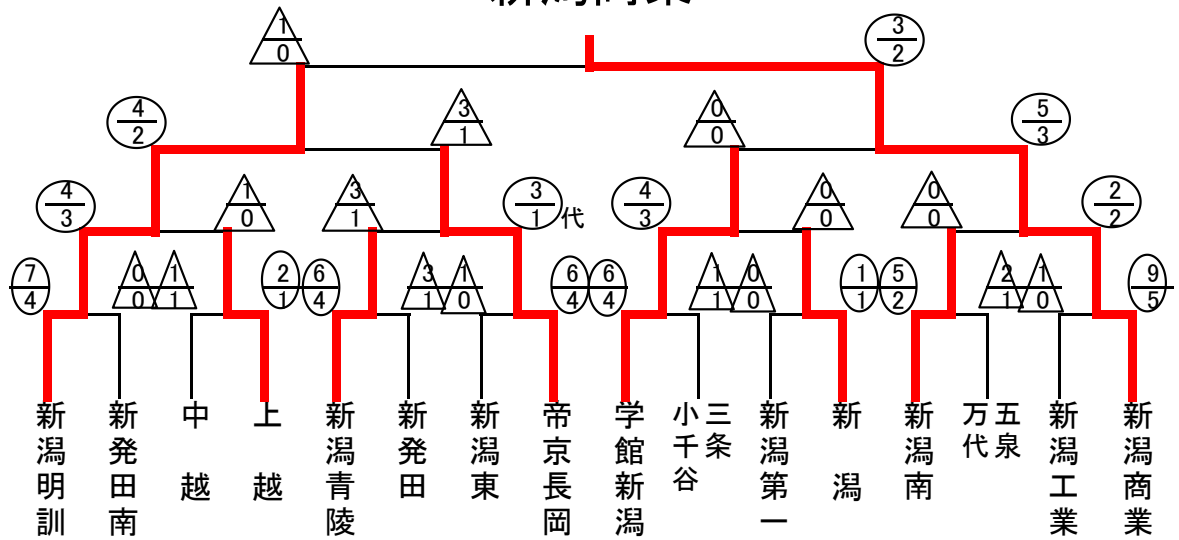 新潟商業
1/0
3/2
4/2
3/1
0/0
5/3
4/3
1/0
3/1
3/1 代
4/3
0/0
0/0
2/2
7/4
0/0
1/1
2/1
6/4
3/1
1/0
6/4
6/4
1/1
0/0
1/1
5/2
2/1
1/0
9/5
新潟明訓
新発田南
中越
上越
新潟青陵
新発田
新潟東
帝京長岡
学館新潟
小千谷
三条
新潟第一
新潟
新潟南
万代
五泉
新潟工業
新潟商業